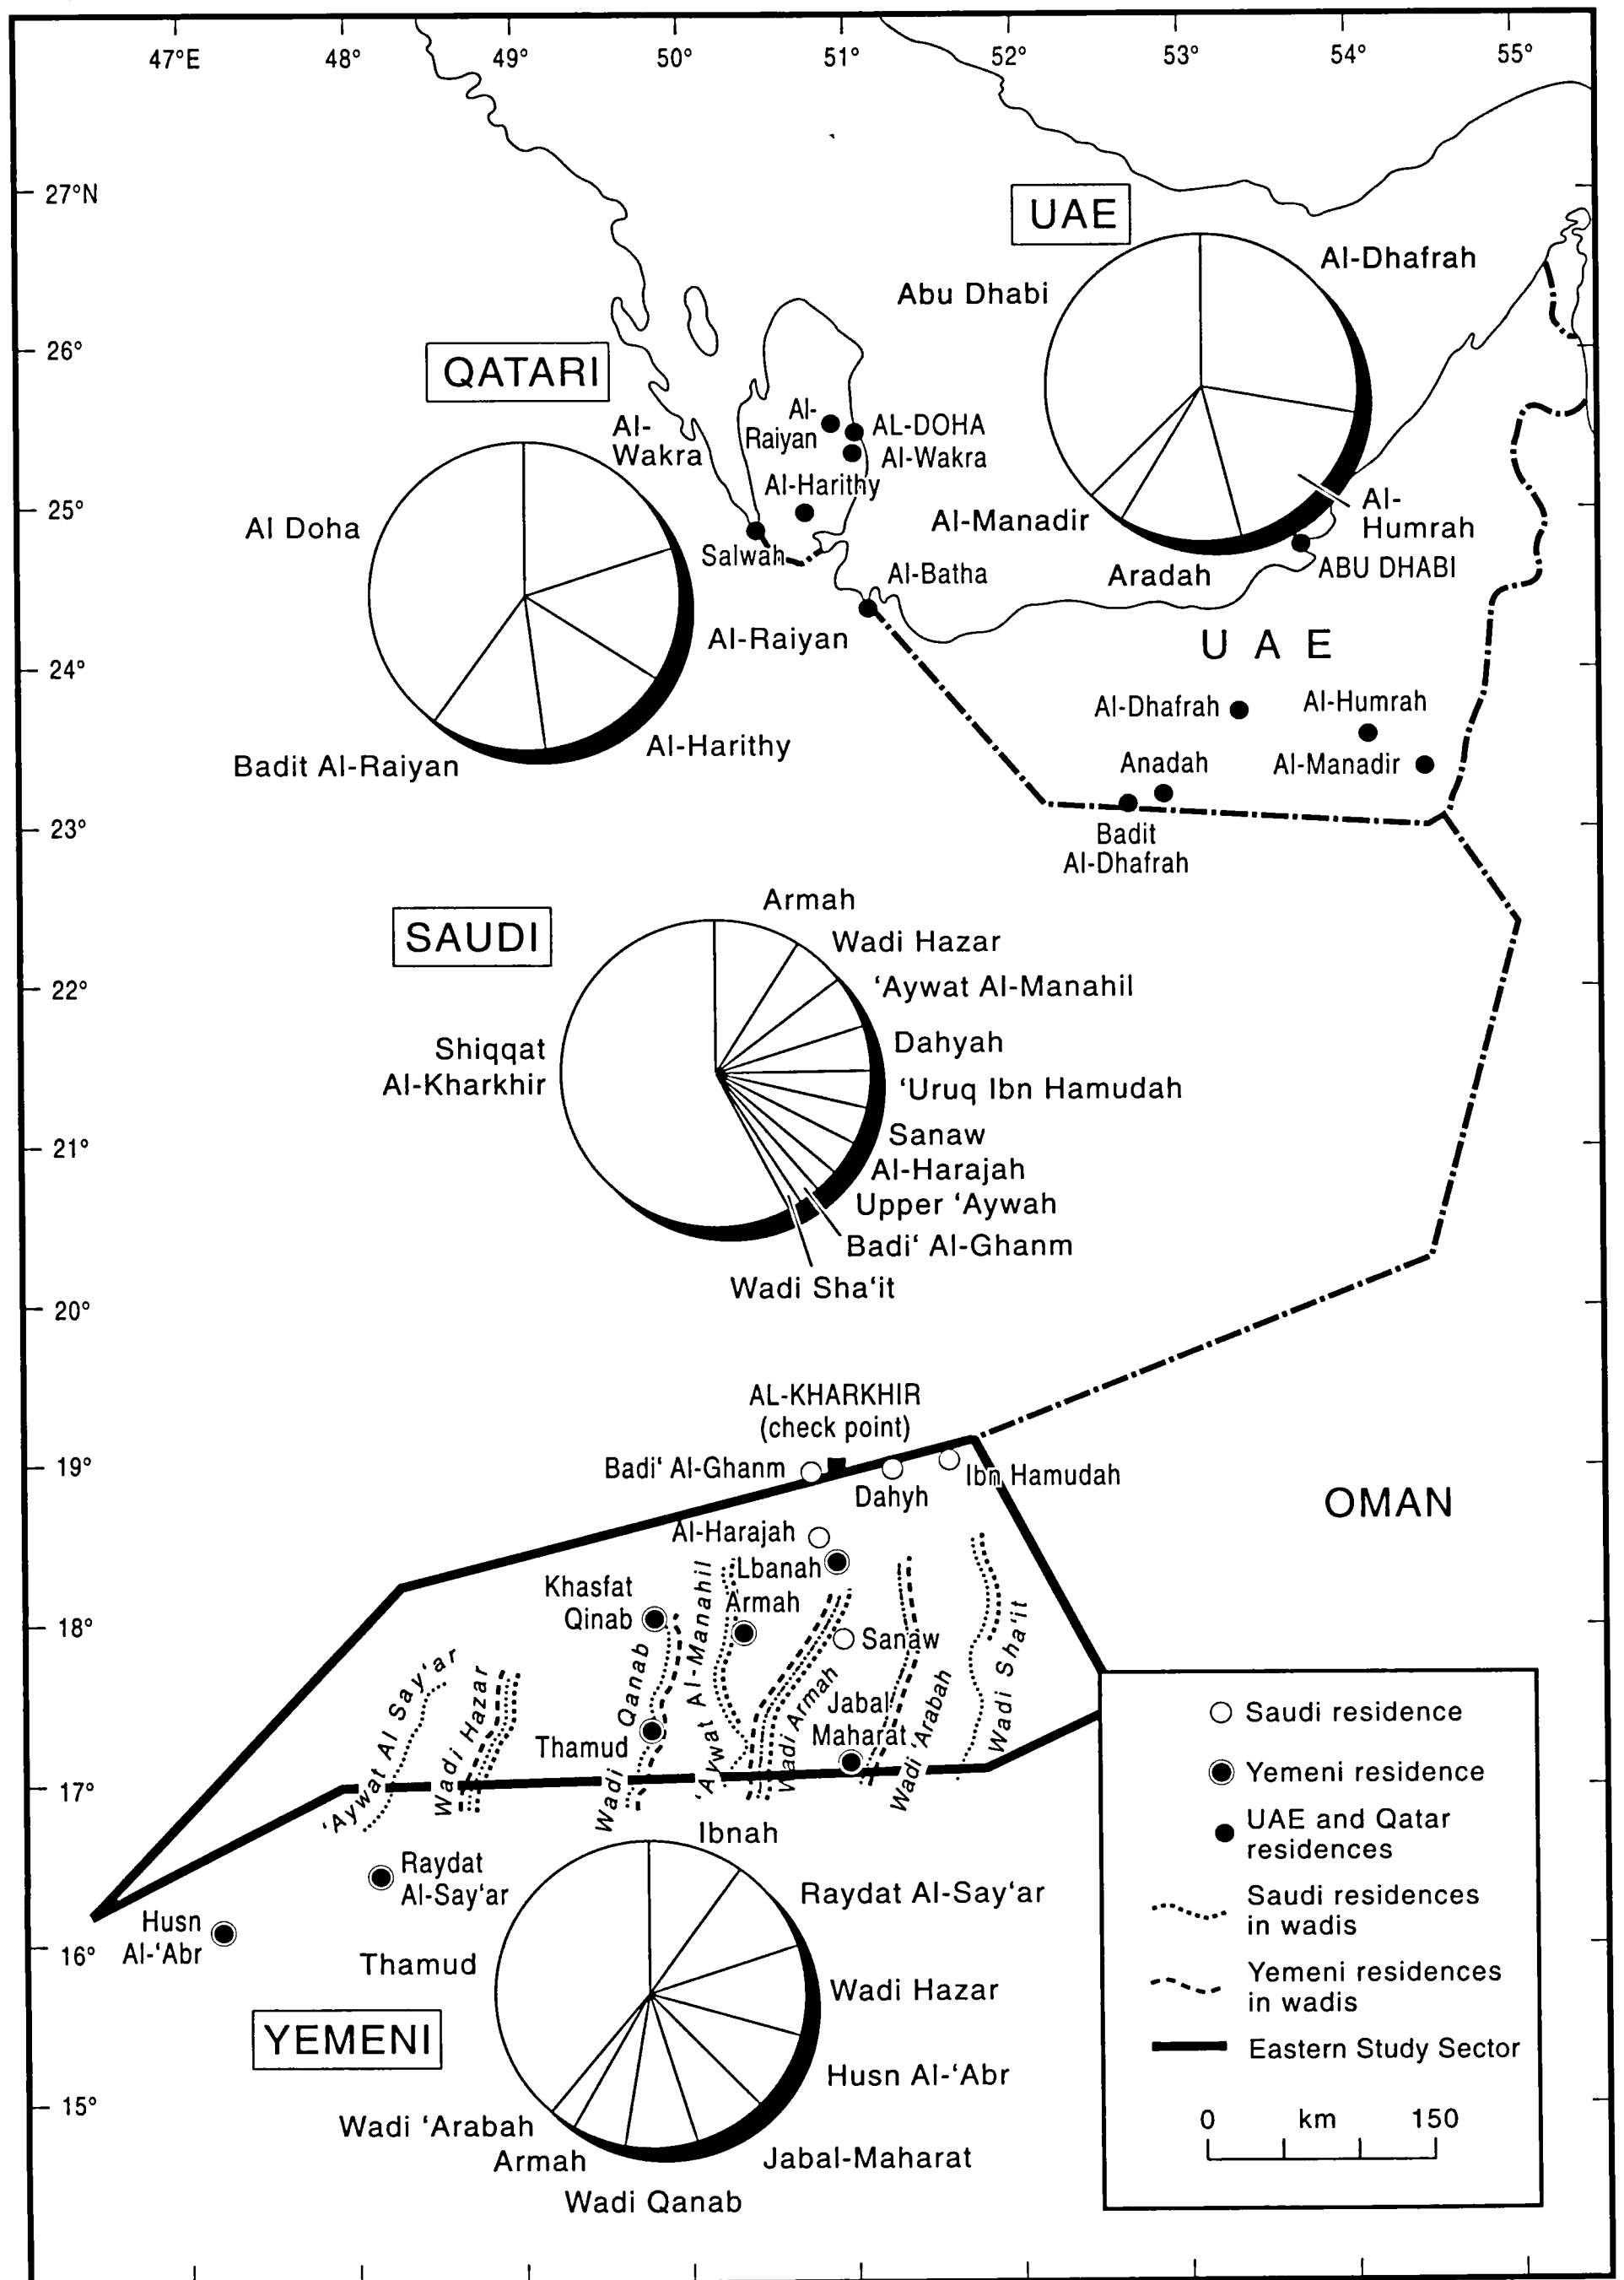 47°E 48° 49° 50° 51° 52° 53° 54° 55°
27°N
26°
25°
24°
23°
22°
21°
20°
19°
18°
17°
16°
15°
UAE
Al-Dhafrah
Abu Dhabi
Al-Manadir
Aradah
Al-
Humrah
QATARI
Al-
Wakra
Al Doha
Al-Raiyan
Al-Harithy
Badit Al-Raiyan
Al-
Raiyan
AL-DOHA
Al-Wakra
Al-Harithy
Salwah
Al-Batha
ABU DHABI
U A E
Al-Dhafrah
Al-Humrah
Anadah
Al-Manadir
Badit
Al-Dhafrah
SAUDI
Armah
Wadi Hazar
‘Aywat Al-Manahil
Dahyah
‘Uruq Ibn Hamudah
Sanaw
Al-Harajah
Upper ‘Aywah
Badi‘ Al-Ghanm
Wadi Sha‘it
Shiqqat
Al-Kharkhir
AL-KHARKHIR
(check point)
Badi‘ Al-Ghanm
Dahyh
Ibn Hamudah
OMAN
Al-Harajah
Lbanah
Khasfat
Qinab
Armah
Sanaw
Jabal
Maharat
Thamud
‘Aywat Al Say‘ar
Wadi Hazar
Wadi Qanab
‘Aywat Al-Manahil
Wadi Armah
Wadi ‘Arabah
Wadi Sha‘it
Raydat
Al-Say‘ar
Husn
Al-‘Abr
YEMENI
Ibnah
Raydat Al-Say‘ar
Wadi Hazar
Husn Al-‘Abr
Jabal-Maharat
Wadi Qanab
Armah
Wadi ‘Arabah
Thamud
Saudi residence
Yemeni residence
UAE and Qatar
residences
Saudi residences
in wadis
Yemeni residences
in wadis
Eastern Study Sector
0 km 150